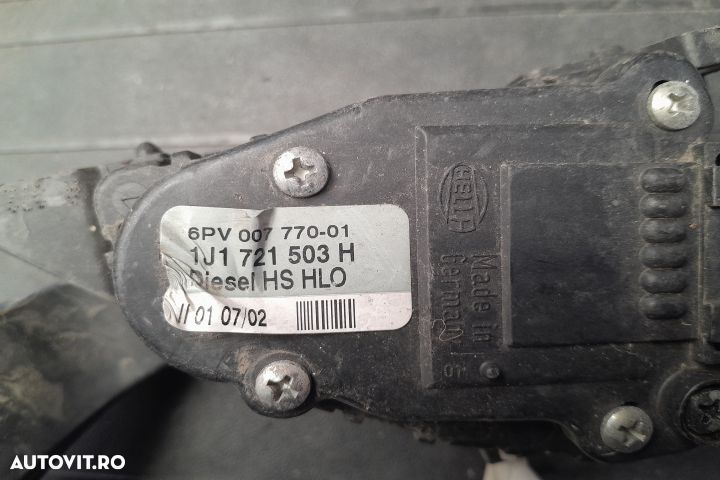 6PV 007 770-01
1J1 721 503 H
Diesel HS HLO
01 07/02
HELLA
Made in
Germany
07
AUTOVIT.RO